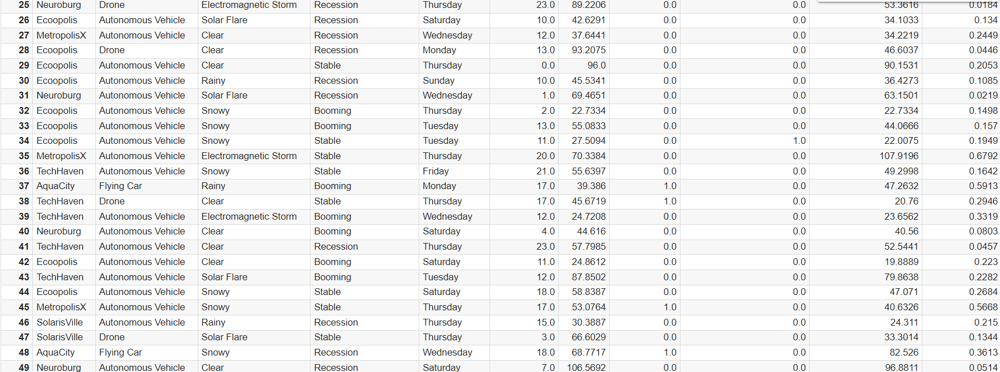 25 Neuroburg Drone Electromagnetic Storm Recession Thursday 23.0 89.2206 0.0 0.0 53.3616 0.0184
26 Ecoopolis Autonomous Vehicle Solar Flare Recession Saturday 10.0 42.6291 0.0 0.0 34.1033 0.134
27 MetropolisX Autonomous Vehicle Clear Recession Wednesday 12.0 37.6441 0.0 0.0 34.2219 0.2449
28 Ecoopolis Drone Clear Recession Monday 13.0 93.2075 0.0 0.0 46.6037 0.0446
29 Ecoopolis Autonomous Vehicle Clear Stable Thursday 0.0 96.0 0.0 0.0 90.1531 0.2053
30 Ecoopolis Autonomous Vehicle Rainy Recession Sunday 10.0 45.5341 0.0 0.0 36.4273 0.1085
31 Neuroburg Autonomous Vehicle Solar Flare Recession Wednesday 1.0 69.4651 0.0 0.0 63.1501 0.0219
32 Ecoopolis Autonomous Vehicle Snowy Booming Thursday 2.0 22.7334 0.0 0.0 22.7334 0.1498
33 Ecoopolis Autonomous Vehicle Snowy Booming Tuesday 13.0 55.0833 0.0 0.0 44.0666 0.157
34 Ecoopolis Autonomous Vehicle Snowy Stable Tuesday 11.0 27.5094 0.0 1.0 22.0075 0.1949
35 MetropolisX Autonomous Vehicle Electromagnetic Storm Stable Thursday 20.0 70.3384 0.0 0.0 107.9196 0.6792
36 TechHaven Autonomous Vehicle Snowy Stable Friday 21.0 55.6397 0.0 0.0 49.2998 0.1642
37 AquaCity Flying Car Rainy Booming Monday 17.0 39.386 1.0 0.0 47.2632 0.5913
38 TechHaven Drone Clear Stable Thursday 17.0 45.6719 1.0 0.0 20.76 0.2946
39 TechHaven Autonomous Vehicle Electromagnetic Storm Booming Wednesday 12.0 24.7208 0.0 0.0 23.6562 0.3319
40 Neuroburg Autonomous Vehicle Clear Booming Saturday 4.0 44.616 0.0 0.0 40.56 0.0803
41 TechHaven Autonomous Vehicle Clear Recession Thursday 23.0 57.7985 0.0 0.0 52.5441 0.0457
42 Ecoopolis Autonomous Vehicle Clear Booming Saturday 11.0 24.8612 0.0 0.0 19.8889 0.223
43 TechHaven Autonomous Vehicle Solar Flare Booming Tuesday 12.0 87.8502 0.0 0.0 79.8638 0.2282
44 Ecoopolis Autonomous Vehicle Snowy Stable Saturday 18.0 58.8387 0.0 0.0 47.071 0.2684
45 MetropolisX Autonomous Vehicle Snowy Stable Thursday 17.0 53.0764 1.0 0.0 40.6326 0.5668
46 SolarisVille Autonomous Vehicle Rainy Recession Thursday 15.0 30.3887 0.0 0.0 24.311 0.215
47 SolarisVille Drone Solar Flare Stable Thursday 3.0 66.6029 0.0 0.0 33.3014 0.1344
48 AquaCity Flying Car Snowy Recession Wednesday 18.0 68.7717 1.0 0.0 82.526 0.3613
49 Neuroburg Autonomous Vehicle Clear Recession Saturday 7.0 106.5692 0.0 0.0 96.8811 0.0514